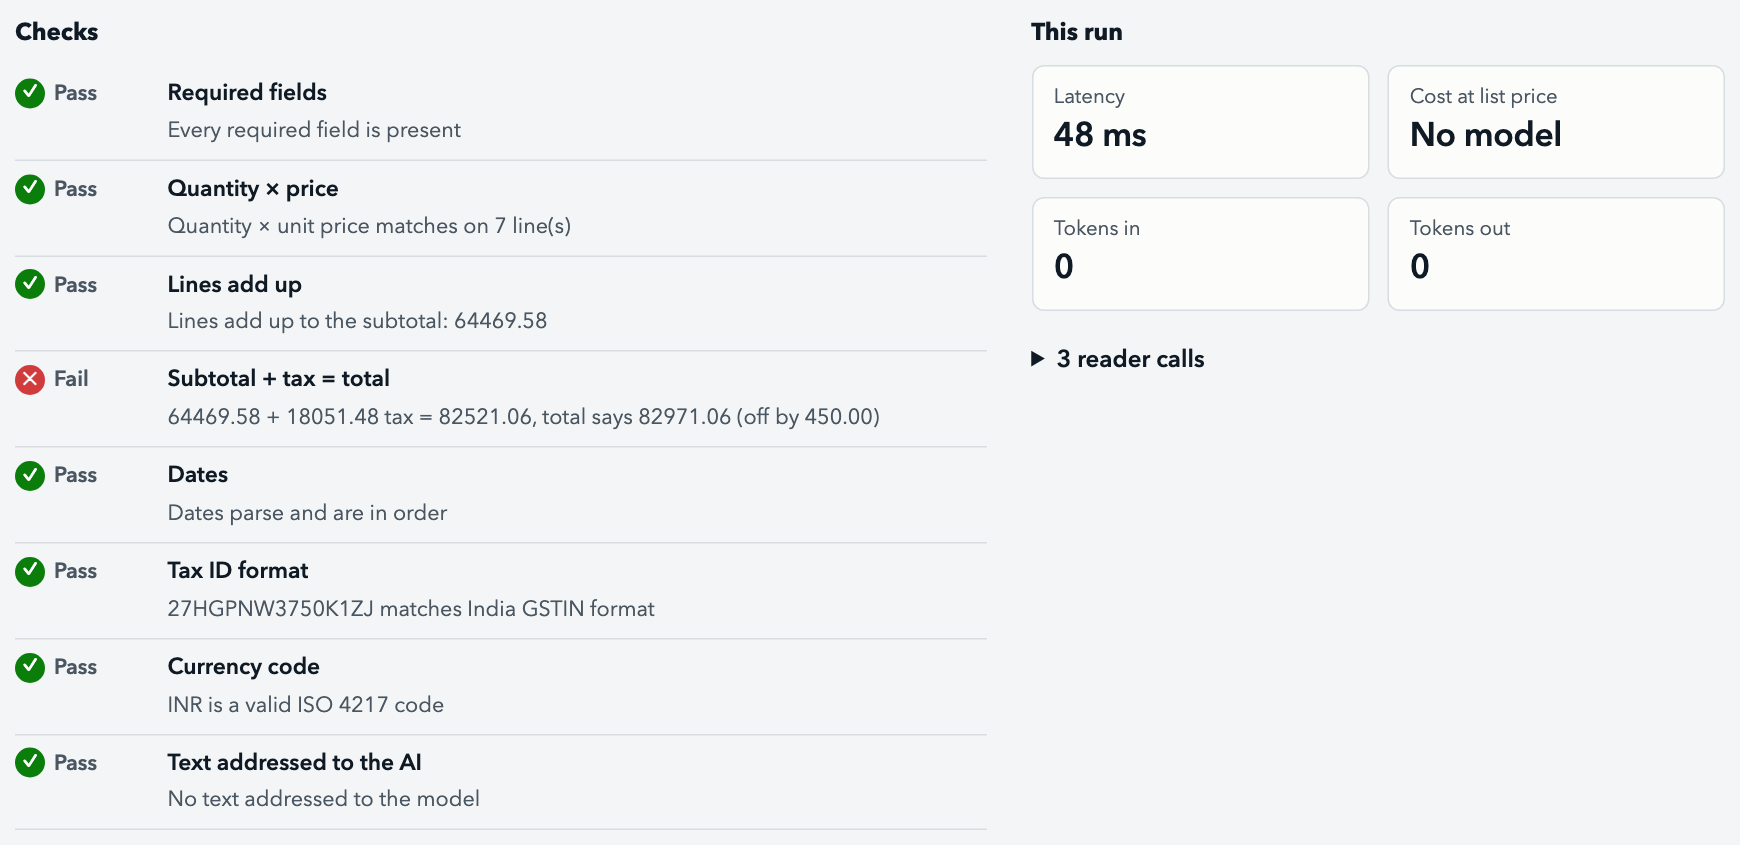 Checks
Pass
Required fields
Every required field is present
Pass
Quantity × price
Quantity × unit price matches on 7 line(s)
Pass
Lines add up
Lines add up to the subtotal: 64469.58
Fail
Subtotal + tax = total
64469.58 + 18051.48 tax = 82521.06, total says 82971.06 (off by 450.00)
Pass
Dates
Dates parse and are in order
Pass
Tax ID format
27HGPNW3750K1ZJ matches India GSTIN format
Pass
Currency code
INR is a valid ISO 4217 code
Pass
Text addressed to the AI
No text addressed to the model
This run
Latency
48 ms
Cost at list price
No model
Tokens in
0
Tokens out
0
3 reader calls